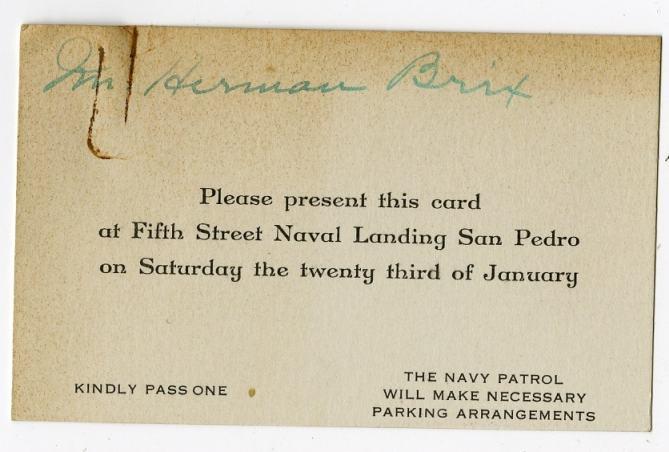 Mr. Herman Brix
Please present this card
at Fifth Street Naval Landing San Pedro
on Saturday the twenty third of January
KINDLY PASS ONE
THE NAVY PATROL
WILL MAKE NECESSARY
PARKING ARRANGEMENTS